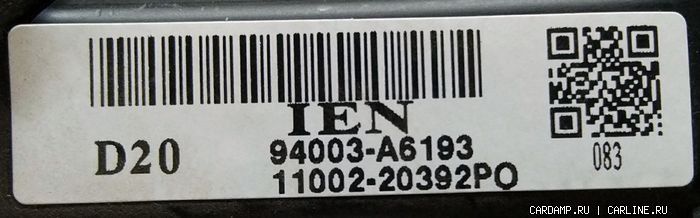 IEN
D20
94003-A6193
11002-20392PO
083
CARDAMP.RU | CARLINE.RU